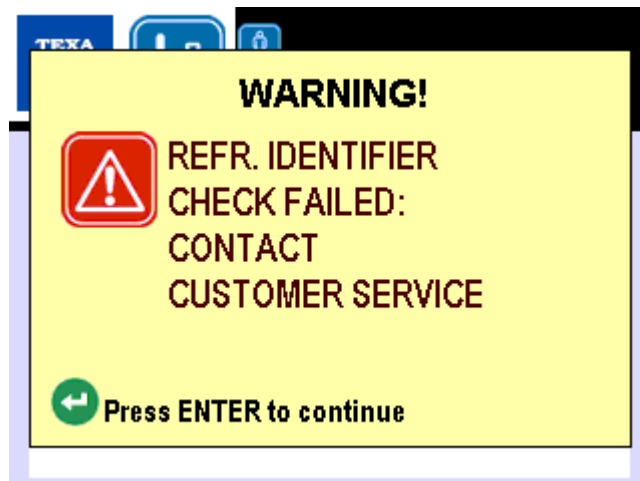 TEXA
WARNING!
REFR. IDENTIFIER
CHECK FAILED:
CONTACT
CUSTOMER SERVICE
Press ENTER to continue